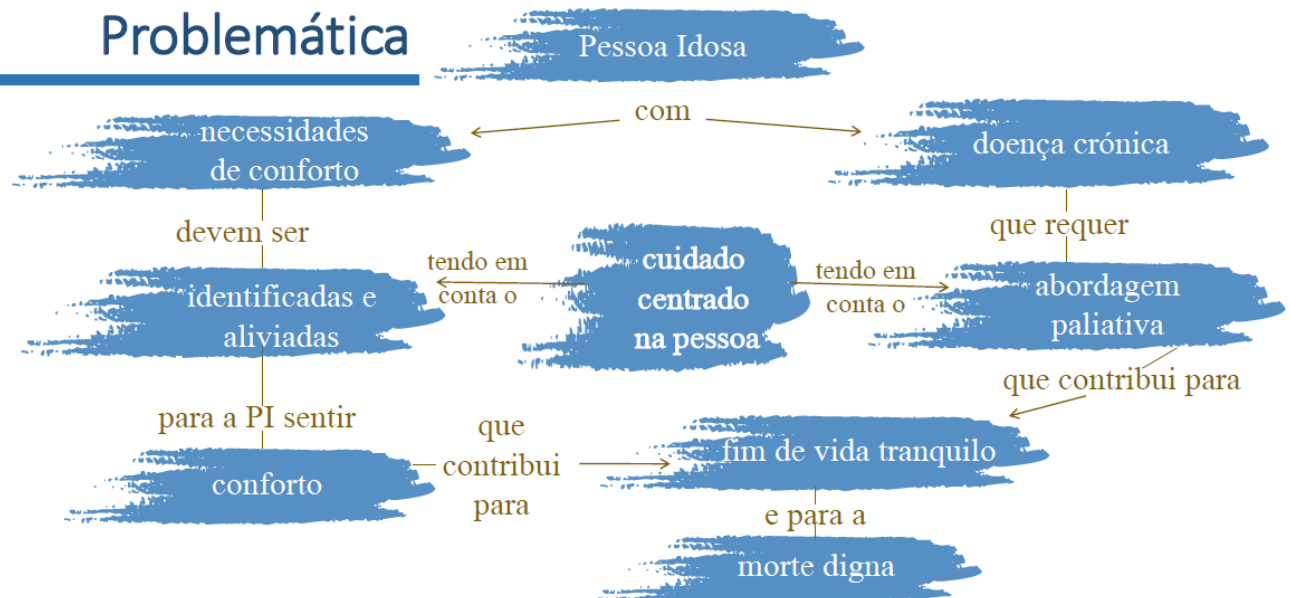 Problemática
Pessoa Idosa
com
necessidades
de conforto
doença crónica
devem ser
que requer
identificadas e
aliviadas
tendo em
conta o
cuidado
centrado
na pessoa
tendo em
conta o
abordagem
paliativa
que contribui para
para a PI sentir
conforto
que
contribui
para
fim de vida tranquilo
e para a
morte digna